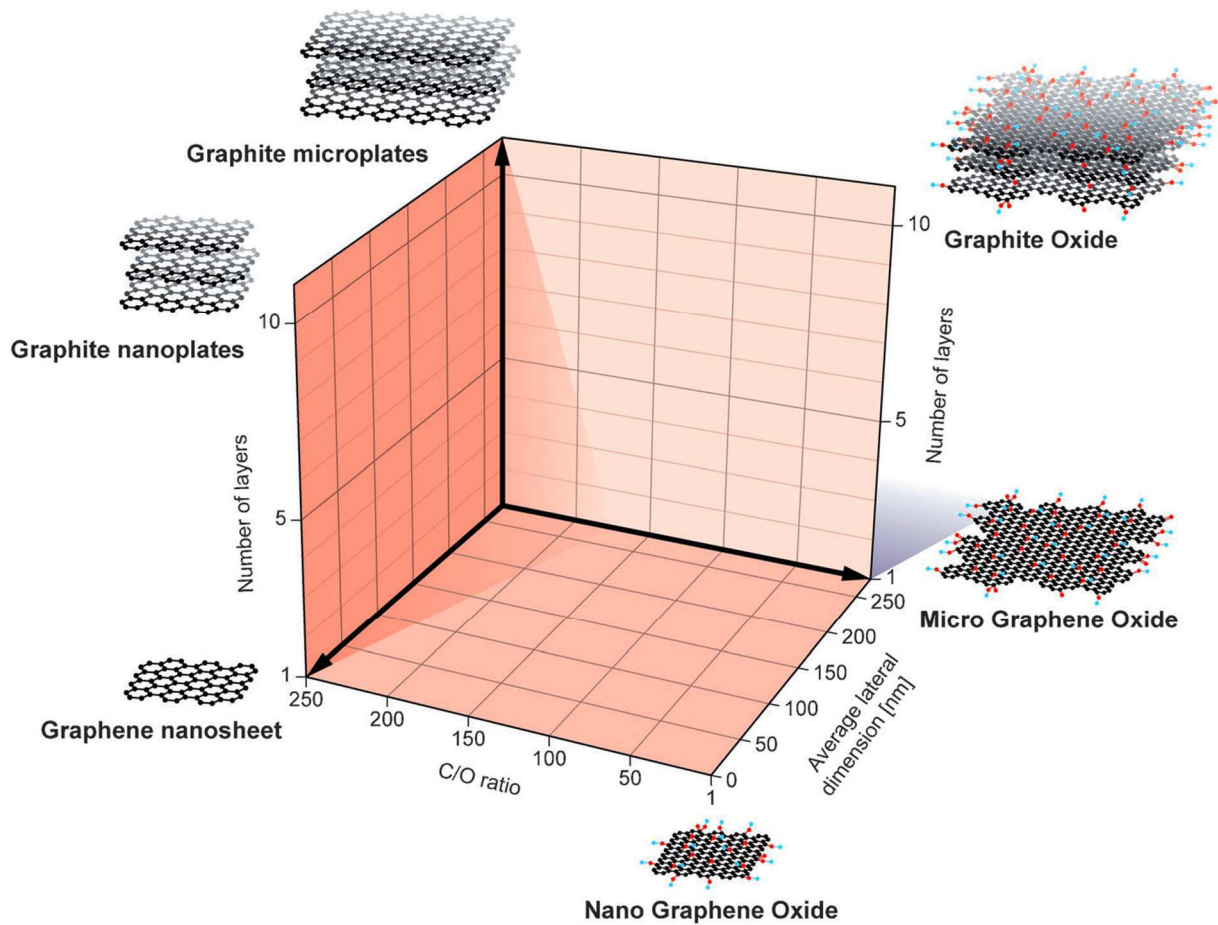 Graphite microplates
Graphite Oxide
Graphite nanoplates
10
5
1
Number of layers
10
5
1
Number of layers
Micro Graphene Oxide
Graphene nanosheet
250
200
150
100
50
1
C/O ratio
250
200
150
100
50
0
Average lateral
dimension [nm]
Nano Graphene Oxide